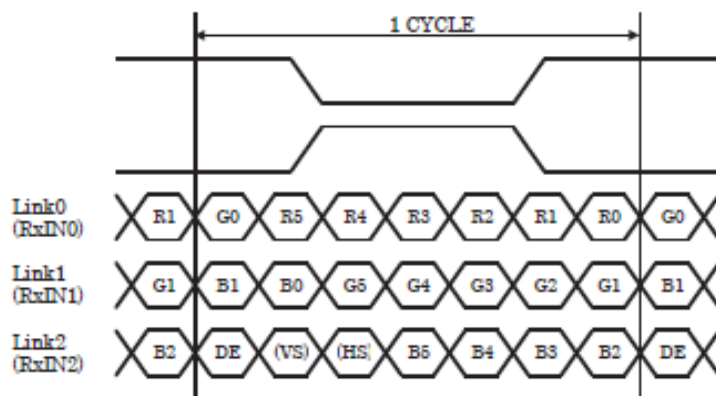 1 CYCLE
Link0 (RxIN0) R1 G0 R5 R4 R3 R2 R1 R0 G0
Link1 (RxIN1) G1 B1 B0 G5 G4 G3 G2 G1 B1
Link2 (RxIN2) B2 DE (VS) (HS) B5 B4 B3 B2 DE